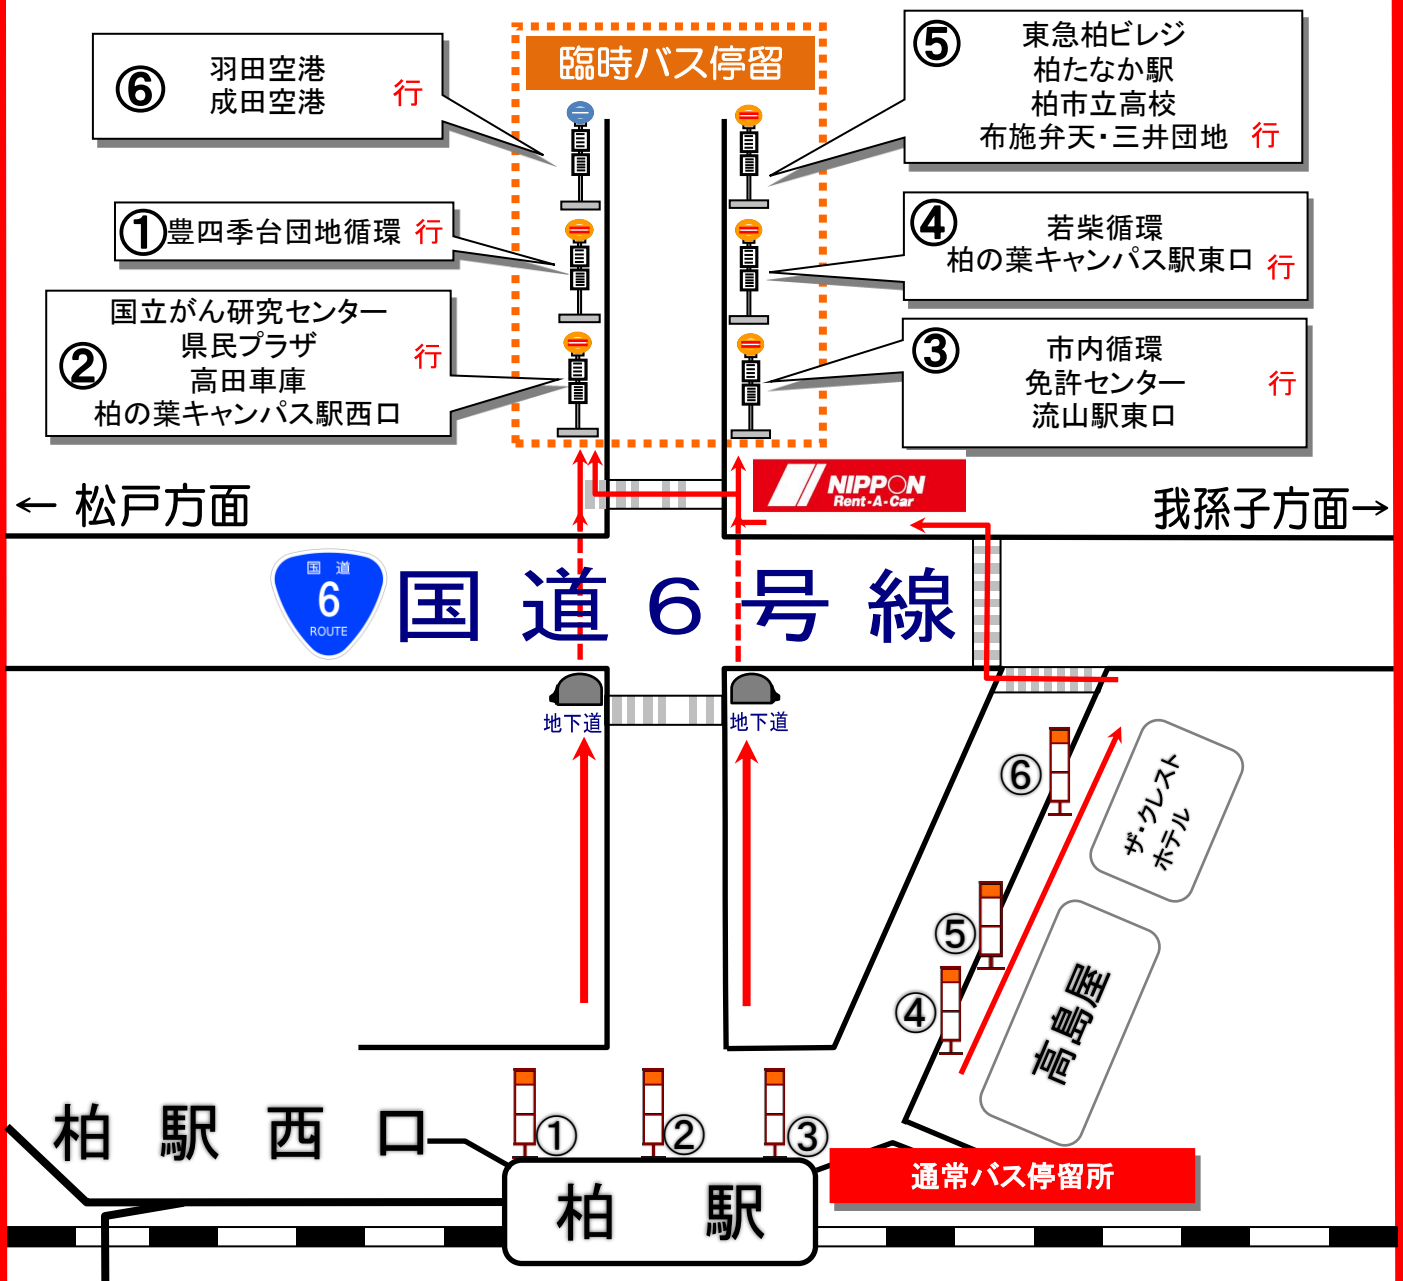 臨時バス停留
⑥
羽田空港
成田空港
行
①豊四季台団地循環 行
②
国立がん研究センター
県民プラザ
高田車庫
柏の葉キャンパス駅西口
行
⑤
東急柏ビレジ
柏たなか駅
柏市立高校
布施弁天・三井団地 行
④
若柴循環
柏の葉キャンパス駅東口 行
③
市内循環
免許センター
流山駅東口
行
NIPPON
Rent-A-Car
← 松戸方面
我孫子方面→
国道
6
ROUTE
国道6号線
地下道
地下道
⑥
ザ・クレスト
ホテル
⑤
④
高島屋
①
②
③
柏駅西口
通常バス停留所
柏駅